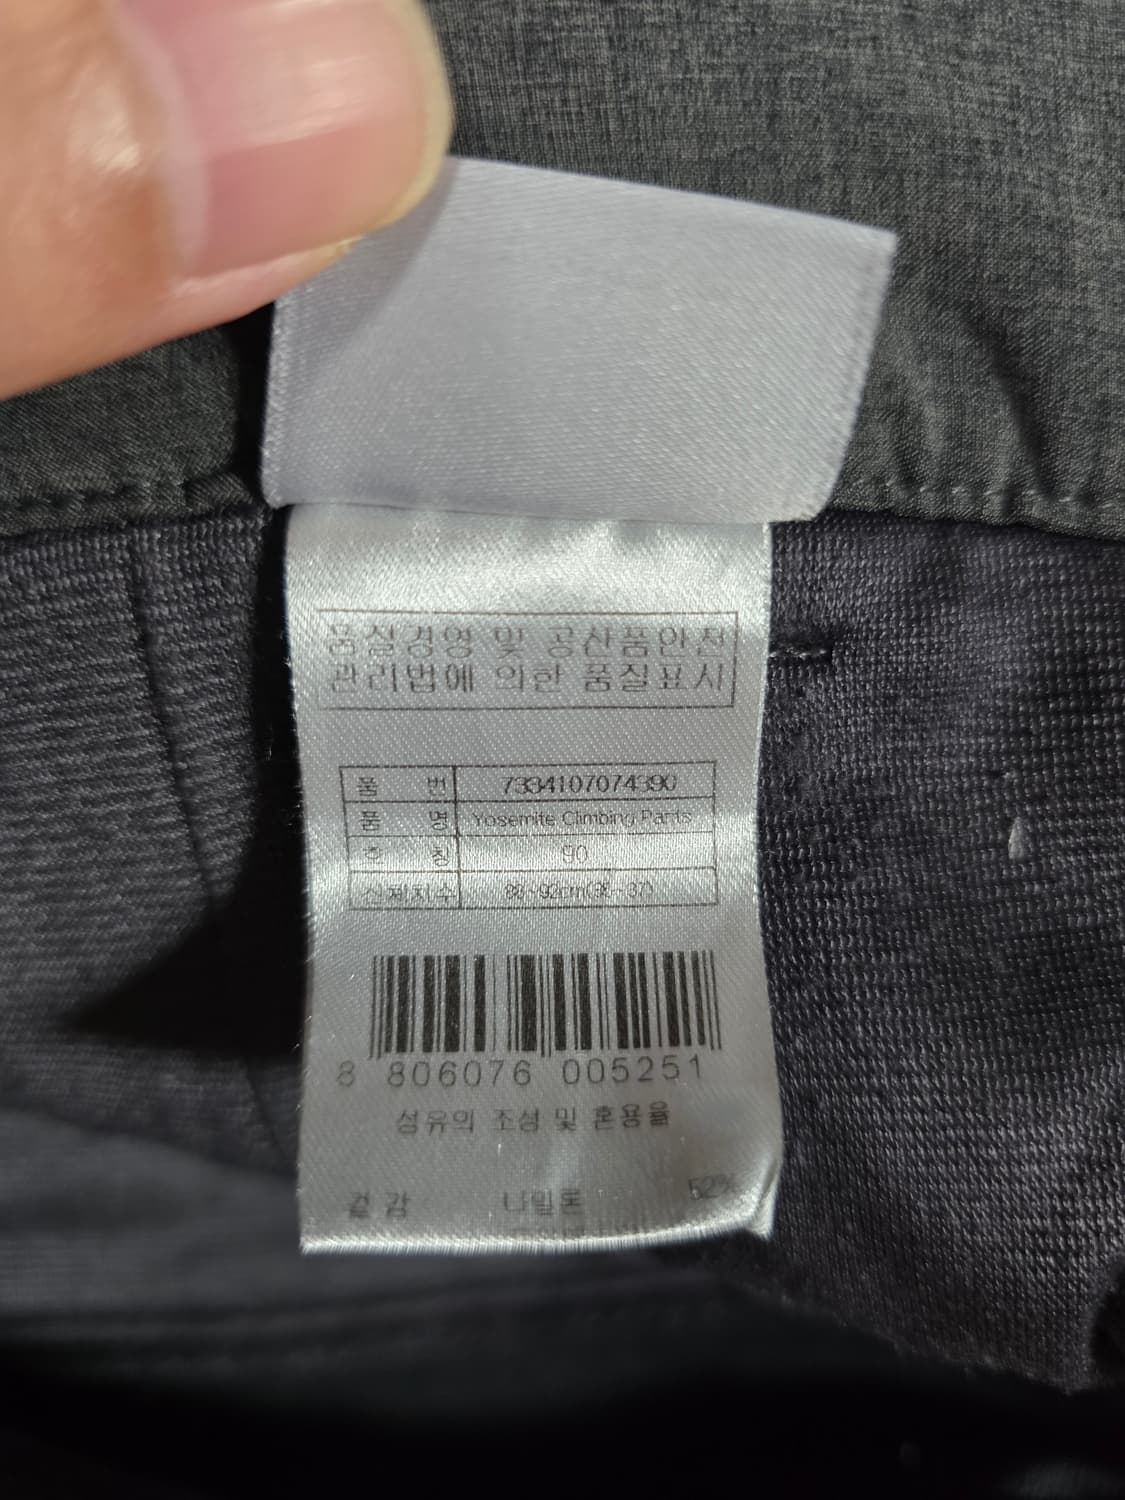 품질경영 및 공산품안전
관리법에 의한 품질표시
품 번 7334107074390
품 명 Yosemite Climbing Pants
호 칭 90
신체치수
8 806076 005251
섬유의 조성 및 혼용율
겉 감 나일론 52%